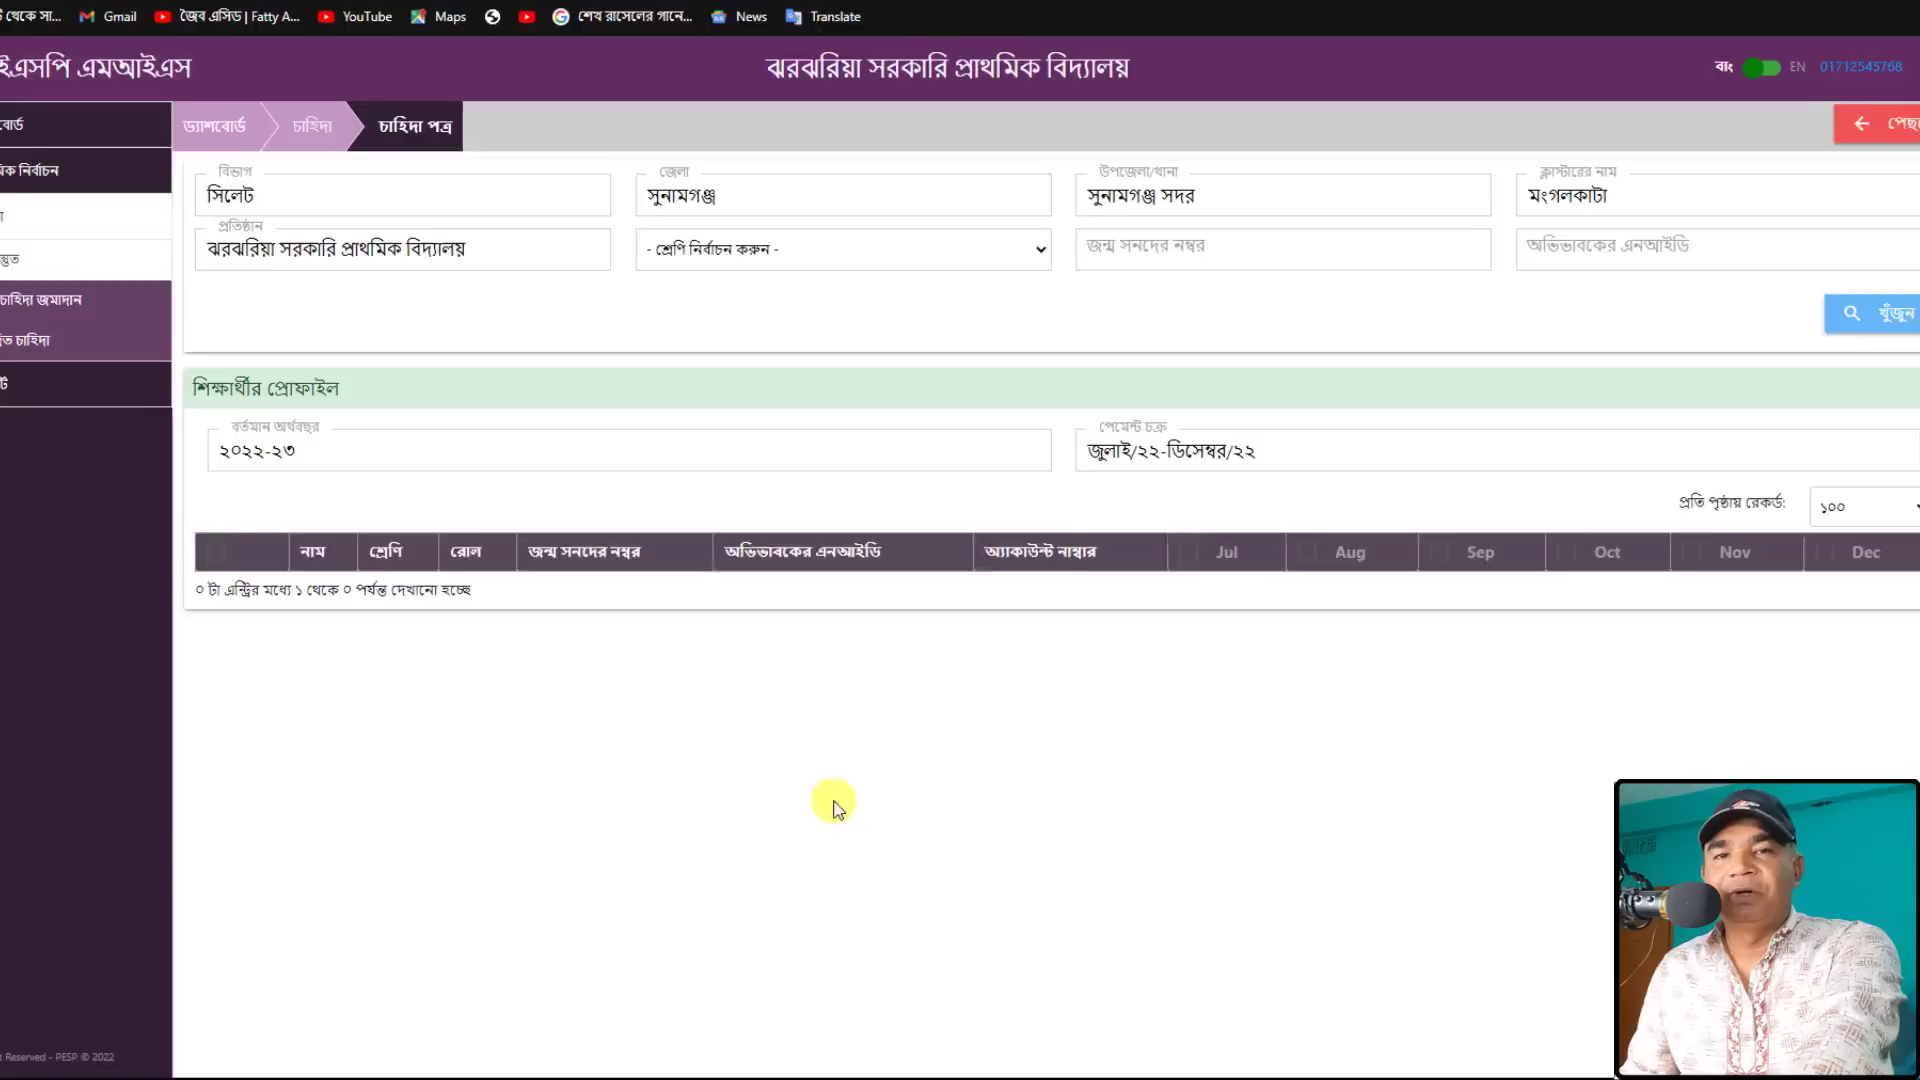 থেকে সা... Gmail জৈব এসিড | Fatty A... YouTube Maps শেখ রাসেলের গানে... News Translate
ইএসপি এমআইএস ঝরঝরিয়া সরকারি প্রাথমিক বিদ্যালয় বাং EN 01712545768
বোর্ড ড্যাশবোর্ড চাহিদা চাহিদা পত্র পেছ
নির্বাচন
বিভাগ জেলা উপজেলা/থানা ক্লাস্টারের নাম
সিলেট সুনামগঞ্জ সুনামগঞ্জ সদর মংগলকাটা
প্রতিষ্ঠান
ঝরঝরিয়া সরকারি প্রাথমিক বিদ্যালয় - শ্রেণি নির্বাচন করুন - জন্ম সনদের নম্বর অভিভাবকের এনআইডি
চাহিদা জমাদান
খুঁজুন
চাহিদা
শিক্ষার্থীর প্রোফাইল
বর্তমান অর্থবছর পেমেন্ট চক্র
২০২২-২৩ জুলাই/২২-ডিসেম্বর/২২
প্রতি পৃষ্ঠায় রেকর্ড: ১০০
নাম শ্রেণি রোল জন্ম সনদের নম্বর অভিভাবকের এনআইডি অ্যাকাউন্ট নাম্বার Jul Aug Sep Oct Nov Dec
০ টা এন্ট্রির মধ্যে ১ থেকে ০ পর্যন্ত দেখানো হচ্ছে
Reserved - PESP © 2022